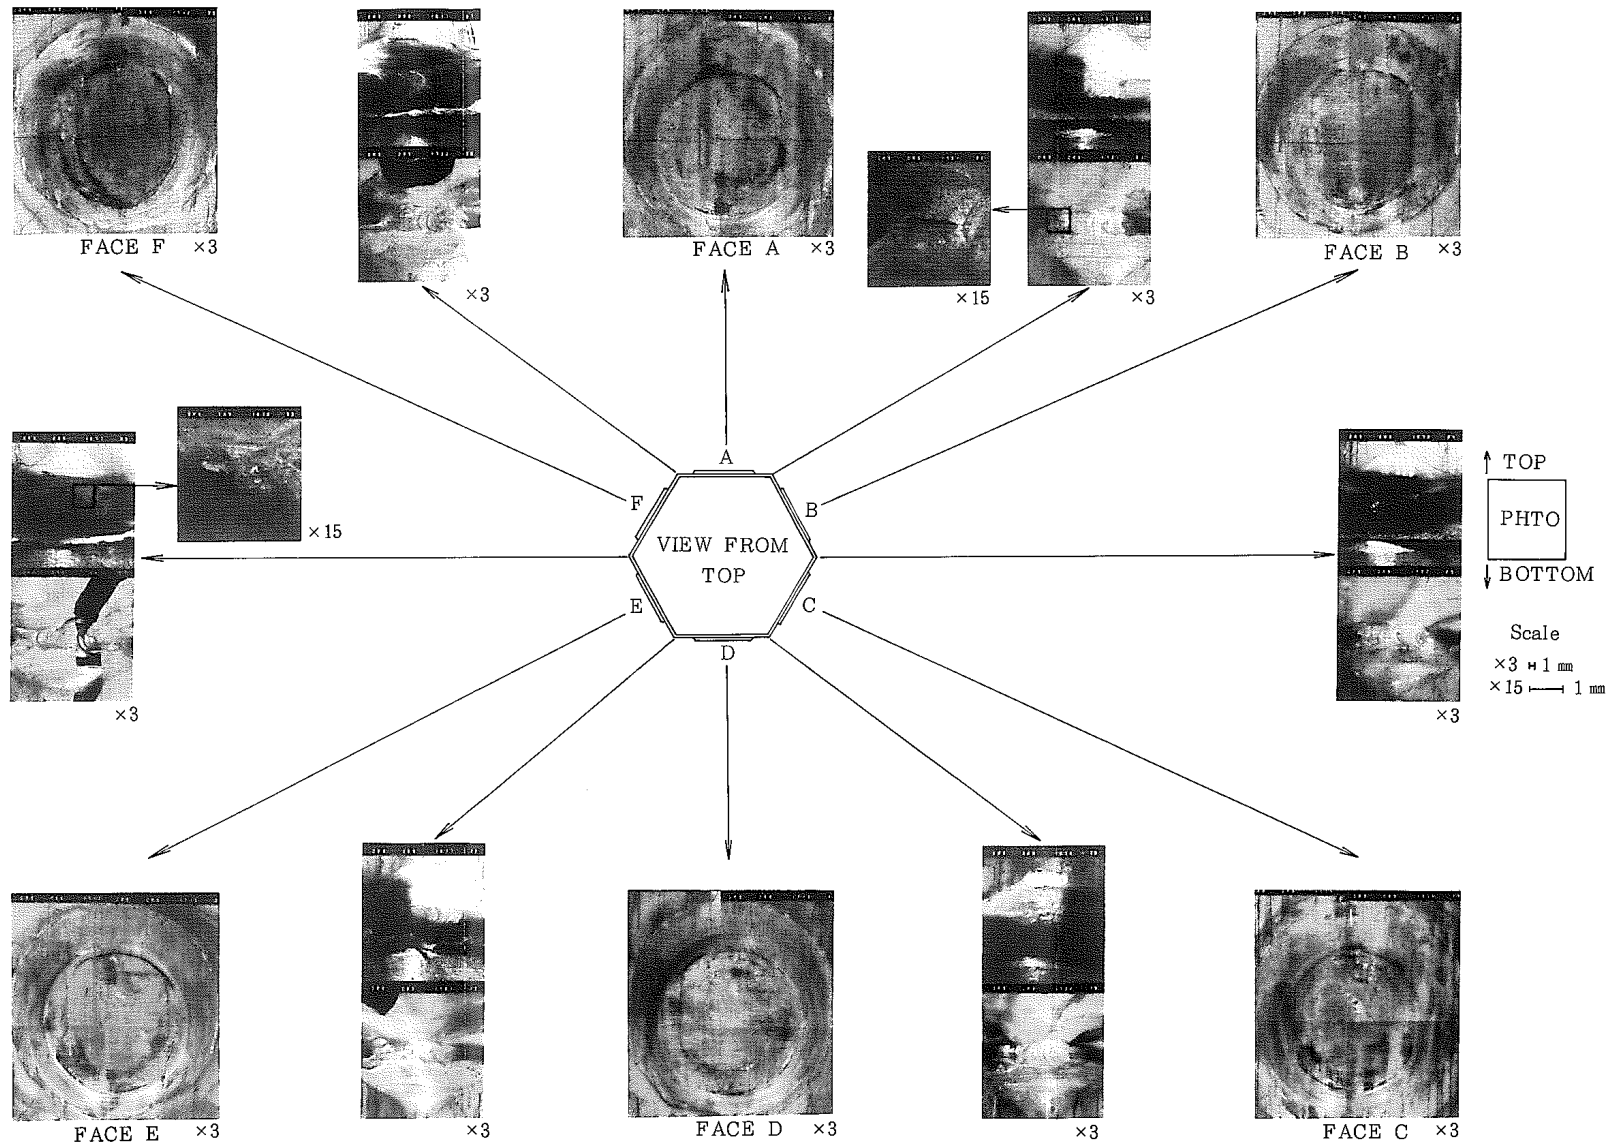 FACE F ×3
×3
FACE A ×3
×15
×3
FACE B ×3
A
F
B
VIEW FROM
TOP
E
C
D
×15
×3
↑ TOP
PHTO
↓ BOTTOM
Scale
×3 1 mm
×15 1 mm
×3
FACE E ×3
×3
FACE D ×3
×3
FACE C ×3